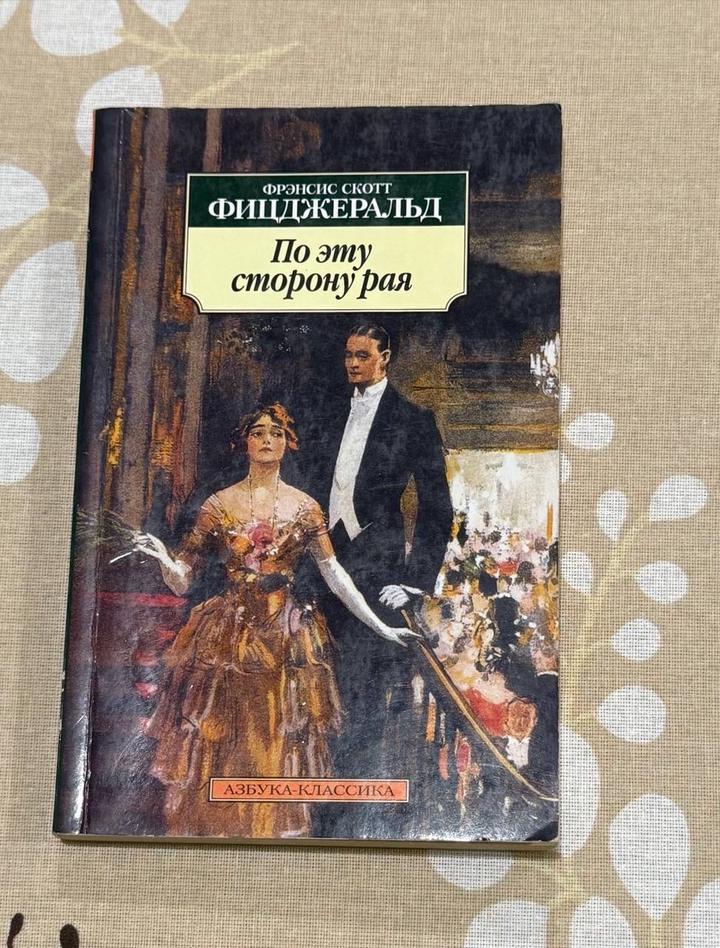 ФРЭНСИС СКОТТ
ФИЦДЖЕРАЛЬД
По эту
сторону рая
АЗБУКА-КЛАССИКА